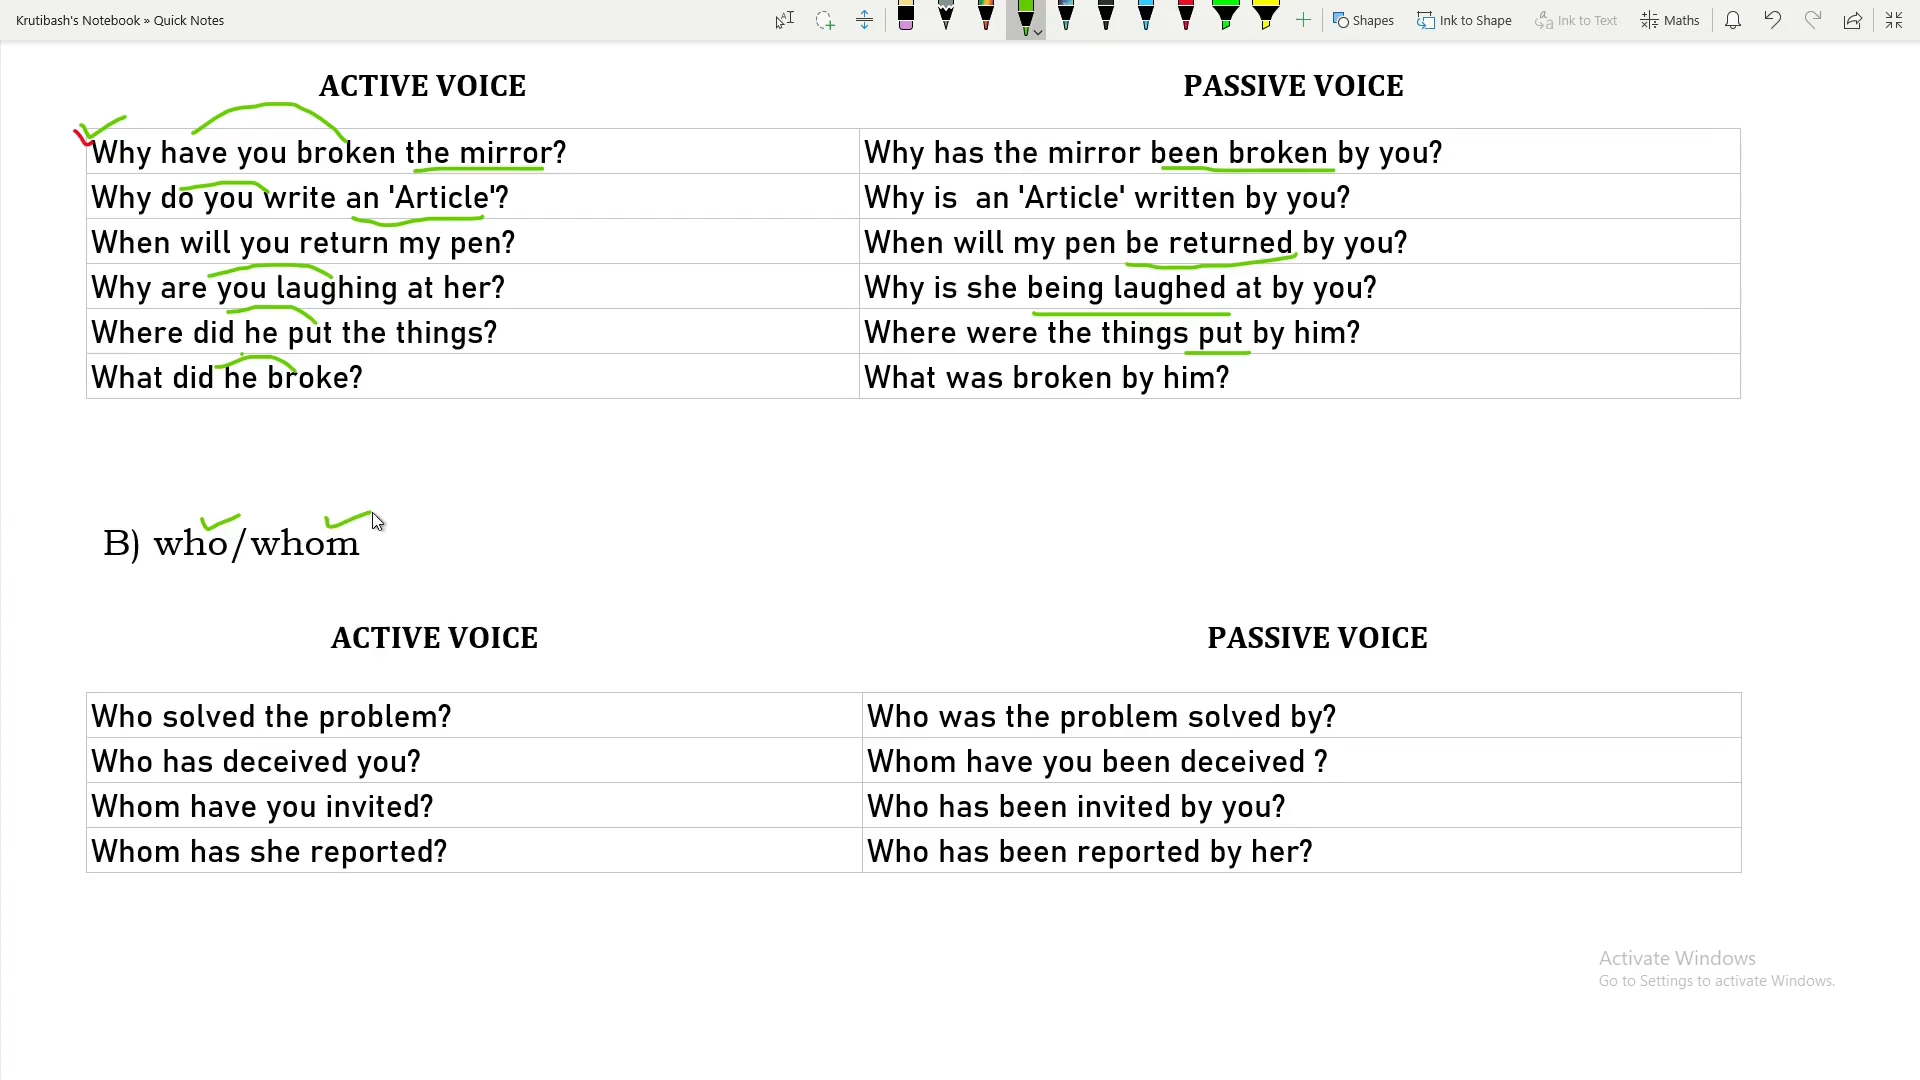 Krutibash's Notebook » Quick Notes
Shapes Ink to Shape Ink to Text Maths
ACTIVE VOICE PASSIVE VOICE
Why have you broken the mirror? Why has the mirror been broken by you?
Why do you write an 'Article'? Why is  an 'Article' written by you?
When will you return my pen? When will my pen be returned by you?
Why are you laughing at her? Why is she being laughed at by you?
Where did he put the things? Where were the things put by him?
What did he broke? What was broken by him?
B) who/whom
ACTIVE VOICE PASSIVE VOICE
Who solved the problem? Who was the problem solved by?
Who has deceived you? Whom have you been deceived ?
Whom have you invited? Who has been invited by you?
Whom has she reported? Who has been reported by her?
Activate Windows
Go to Settings to activate Windows.